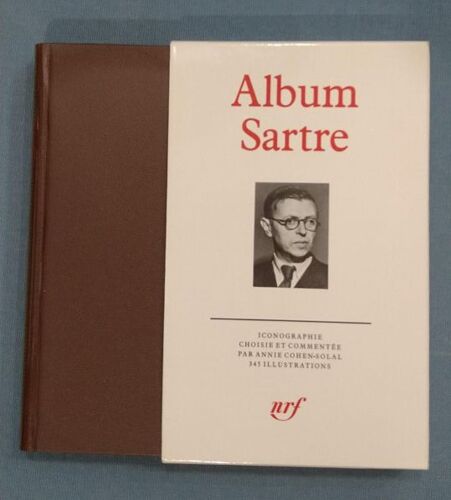 Album
Sartre
ICONOGRAPHIE
CHOISIE ET COMMENTÉE
PAR ANNIE COHEN-SOLAL
345 ILLUSTRATIONS
nrf